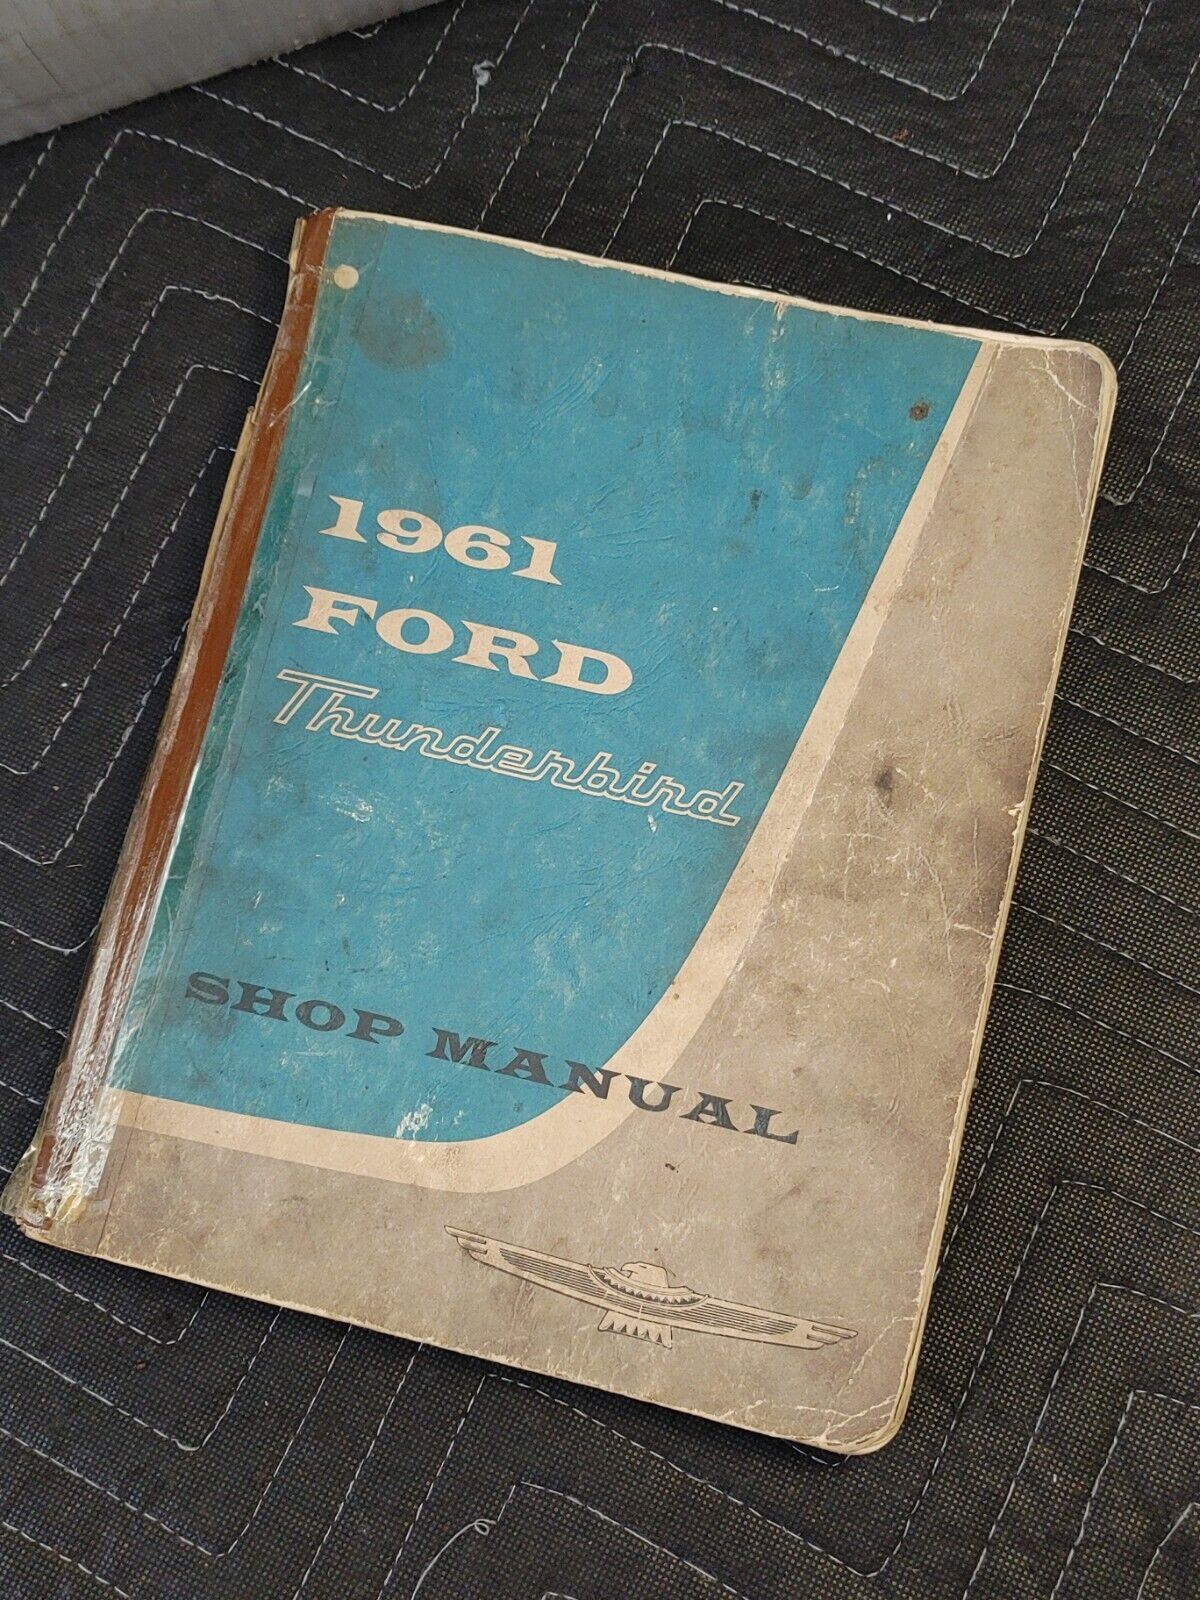 1961
FORD
Thunderbird
SHOP MANUAL